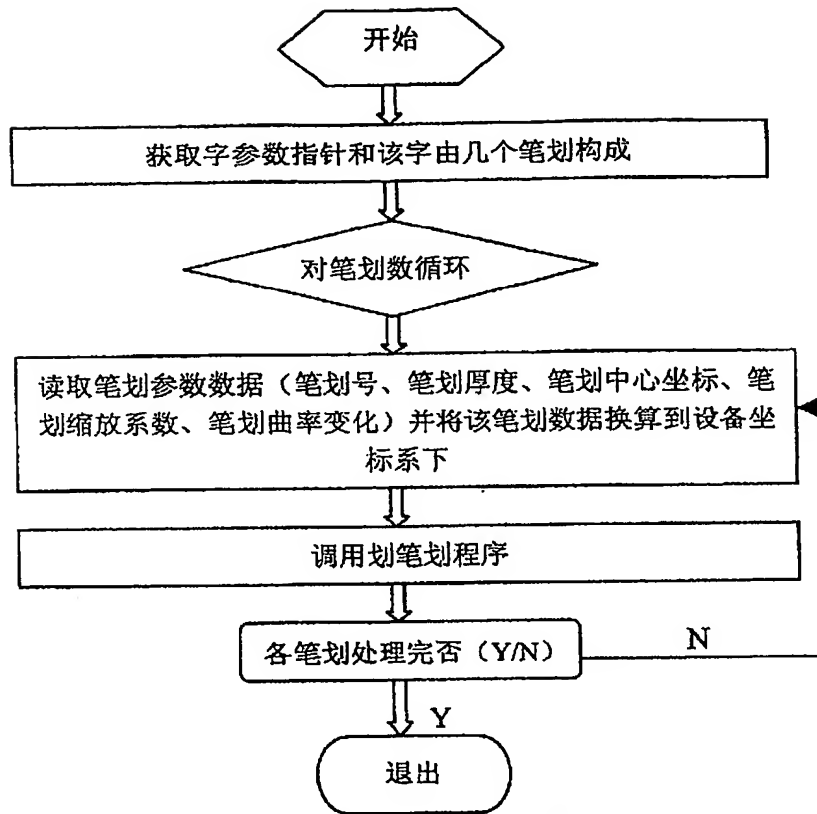 开始
获取字参数指针和该字由几个笔划构成
对笔划数循环
读取笔划参数数据（笔划号、笔划厚度、笔划中心坐标、笔
划缩放系数、笔划曲率变化）并将该笔划数据换算到设备坐
标系下
调用划笔划程序
各笔划处理完否（Y/N）
N
Y
退出